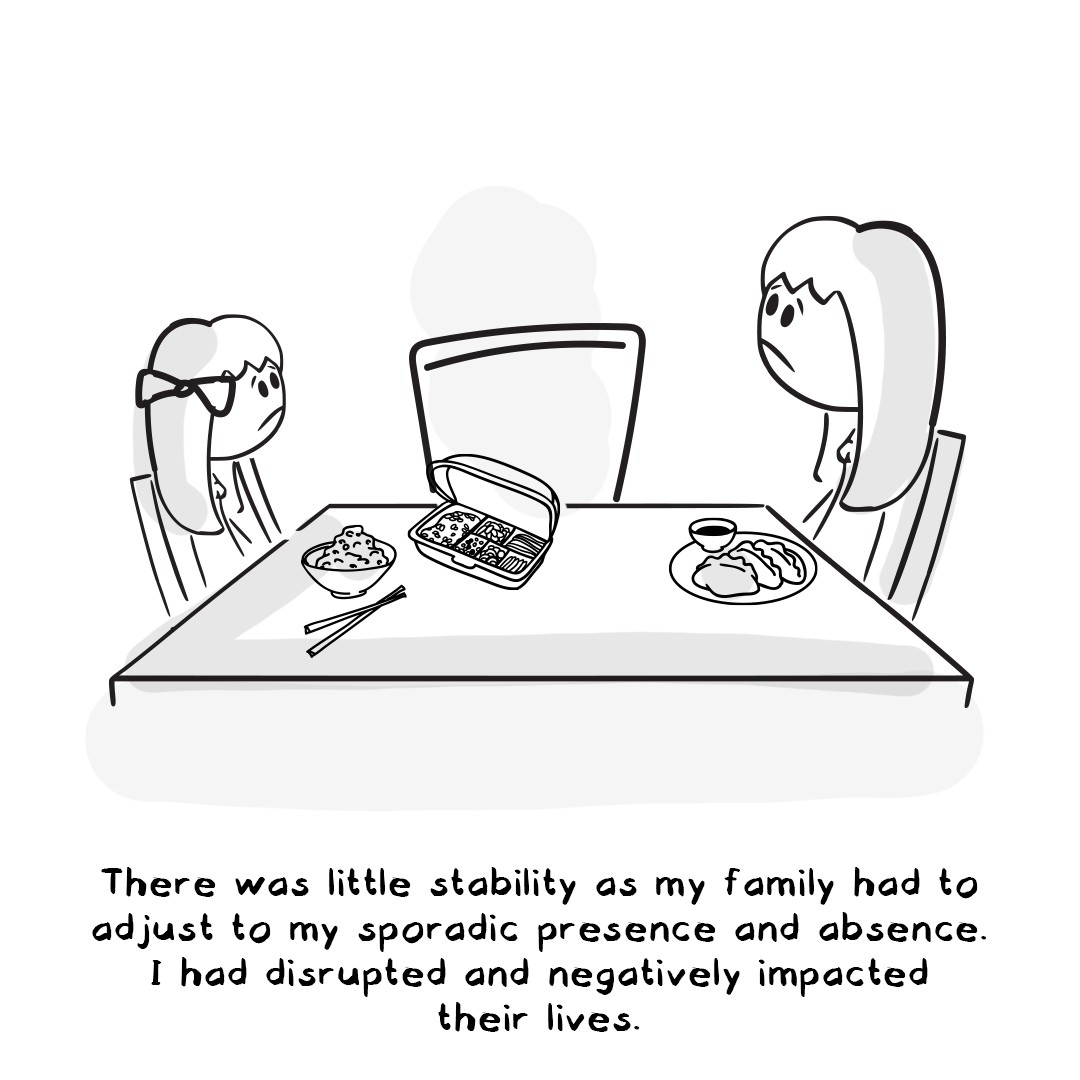 There was little stability as my family had to
adjust to my sporadic presence and absence.
I had disrupted and negatively impacted
their lives.